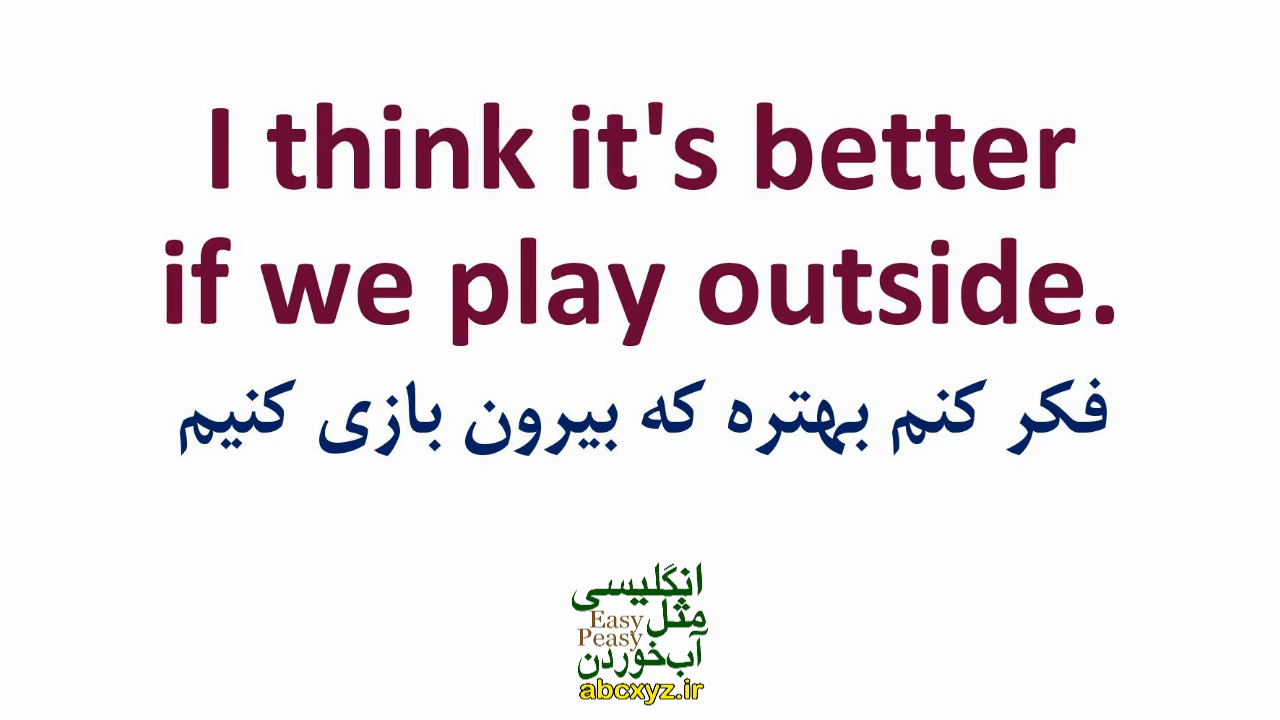 I think it's better
if we play outside.
فکر کنم بهتره که بیرون بازی کنیم
انگلیسی
مثل
Easy
Peasy
آب‌خوردن
abcxyz.ir